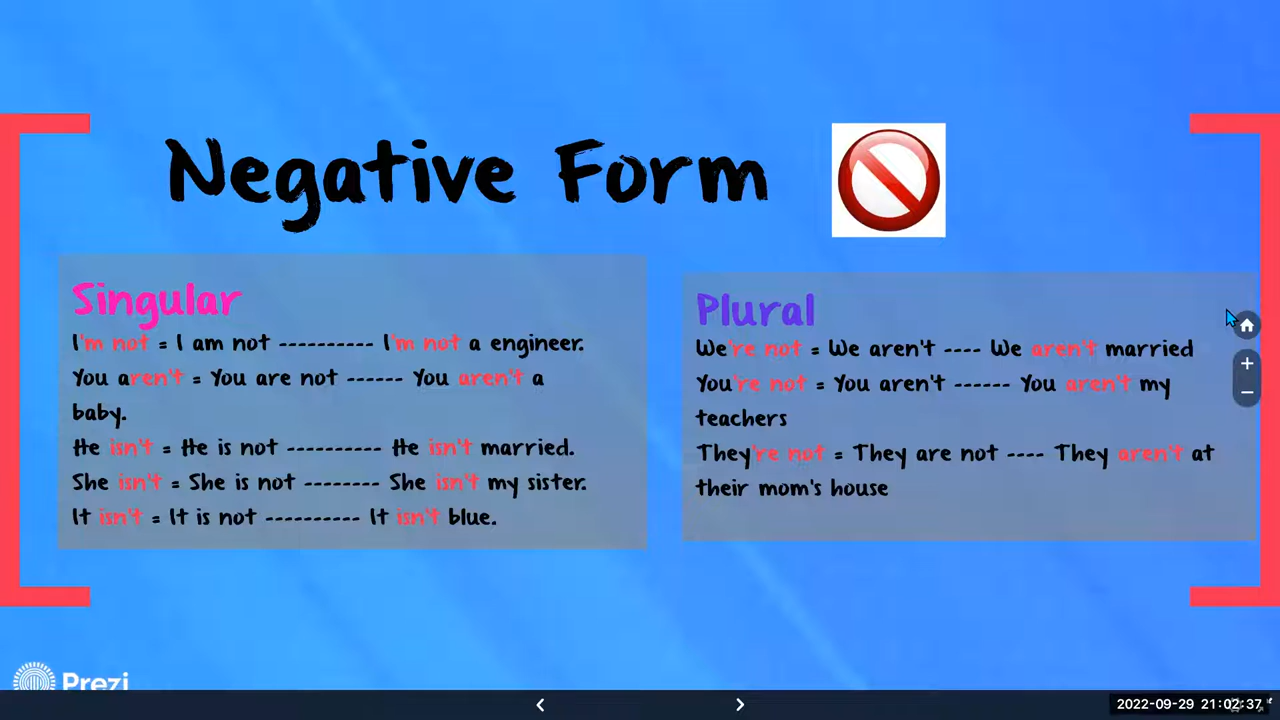 Negative Form
Singular
I'm not = I am not ---------- I'm not a engineer.
You aren't = You are not ------ You aren't a
baby.
He isn't = He is not ---------- He isn't married.
She isn't = She is not -------- She isn't my sister.
It isn't = It is not ---------- It isn't blue.
Plural
We're not = We aren't ---- We aren't married
You're not = You aren't ------ You aren't my
teachers
They're not = They are not ---- They aren't at
their mom's house
Prezi
2022-09-29 21:02:37